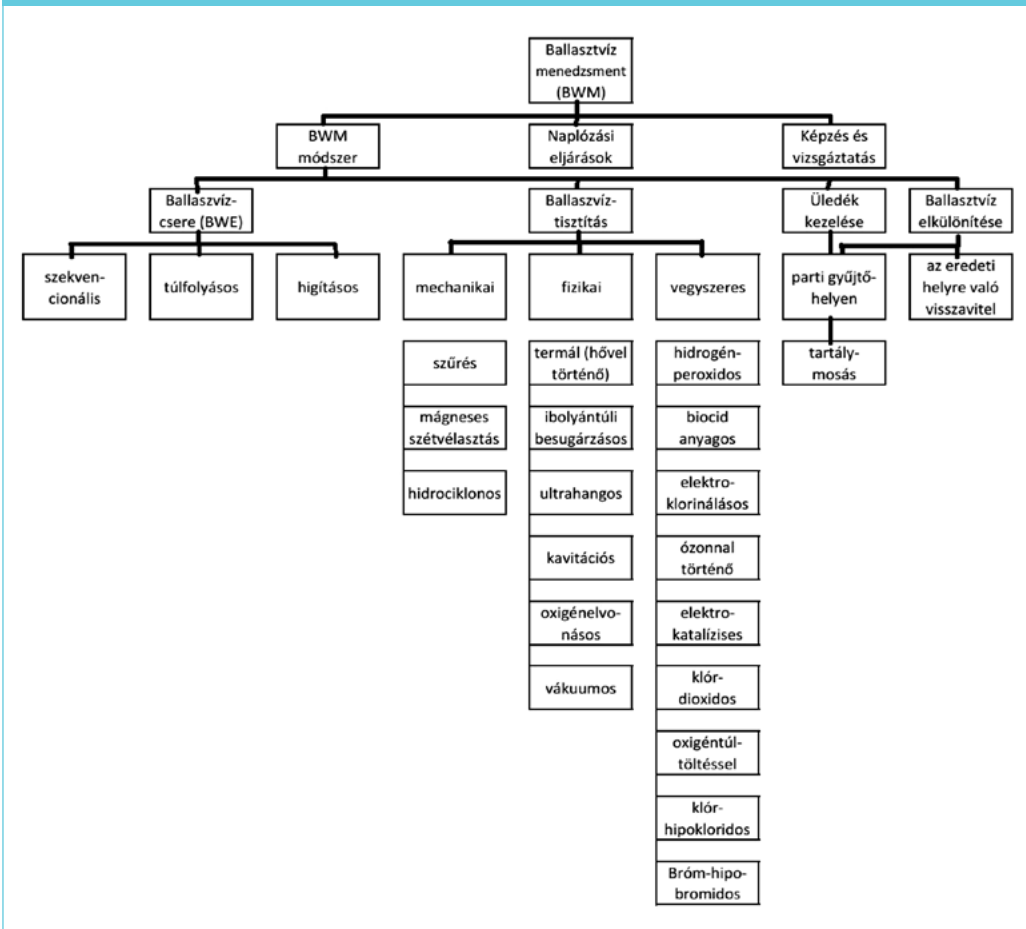 Ballasztvíz
menedzsment
(BWM)
BWM
módszer
Naplózási
eljárások
Képzés és
vizsgáztatás
Ballaszvíz-
csere (BWE)
Ballaszvíz-
tisztítás
Üledék
kezelése
Ballasztvíz
elkülönítése
szekven-
cionális
túlfolyásos
higításos
mechanikai
fizikai
vegyszeres
parti gyűjtő-
helyen
az eredeti
helyre való
visszavitel
szűrés
mágneses
szétvélasztás
hidrociklonos
termál (hővel
történő)
ibolyántúli
besugárzásos
ultrahangos
kavitációs
oxigénelvo-
násos
vákuumos
hidrogén-
peroxidos
biocid
anyagos
elektro-
klorinálásos
ózonnal
történő
elektro-
katalízises
klór-
dioxidos
oxigéntúl-
töltéssel
klór-
hipokloridos
Bróm-hipo-
bromidos
tartály-
mosás